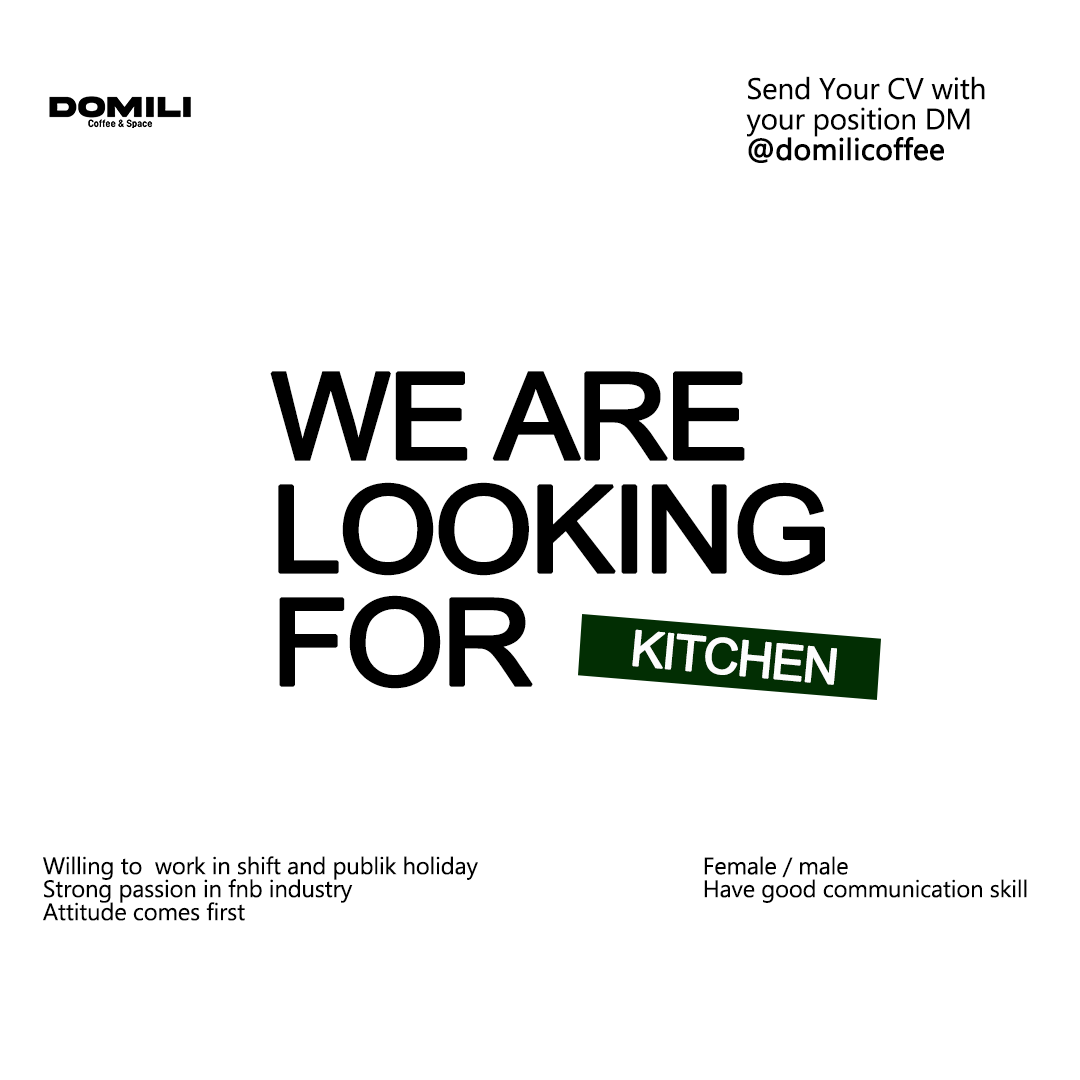 DOMILI
Coffee & Space
Send Your CV with
your position DM
@domilicoffee
WE ARE
LOOKING
FOR
KITCHEN
Willing to  work in shift and publik holiday
Strong passion in fnb industry
Attitude comes first
Female / male
Have good communication skill